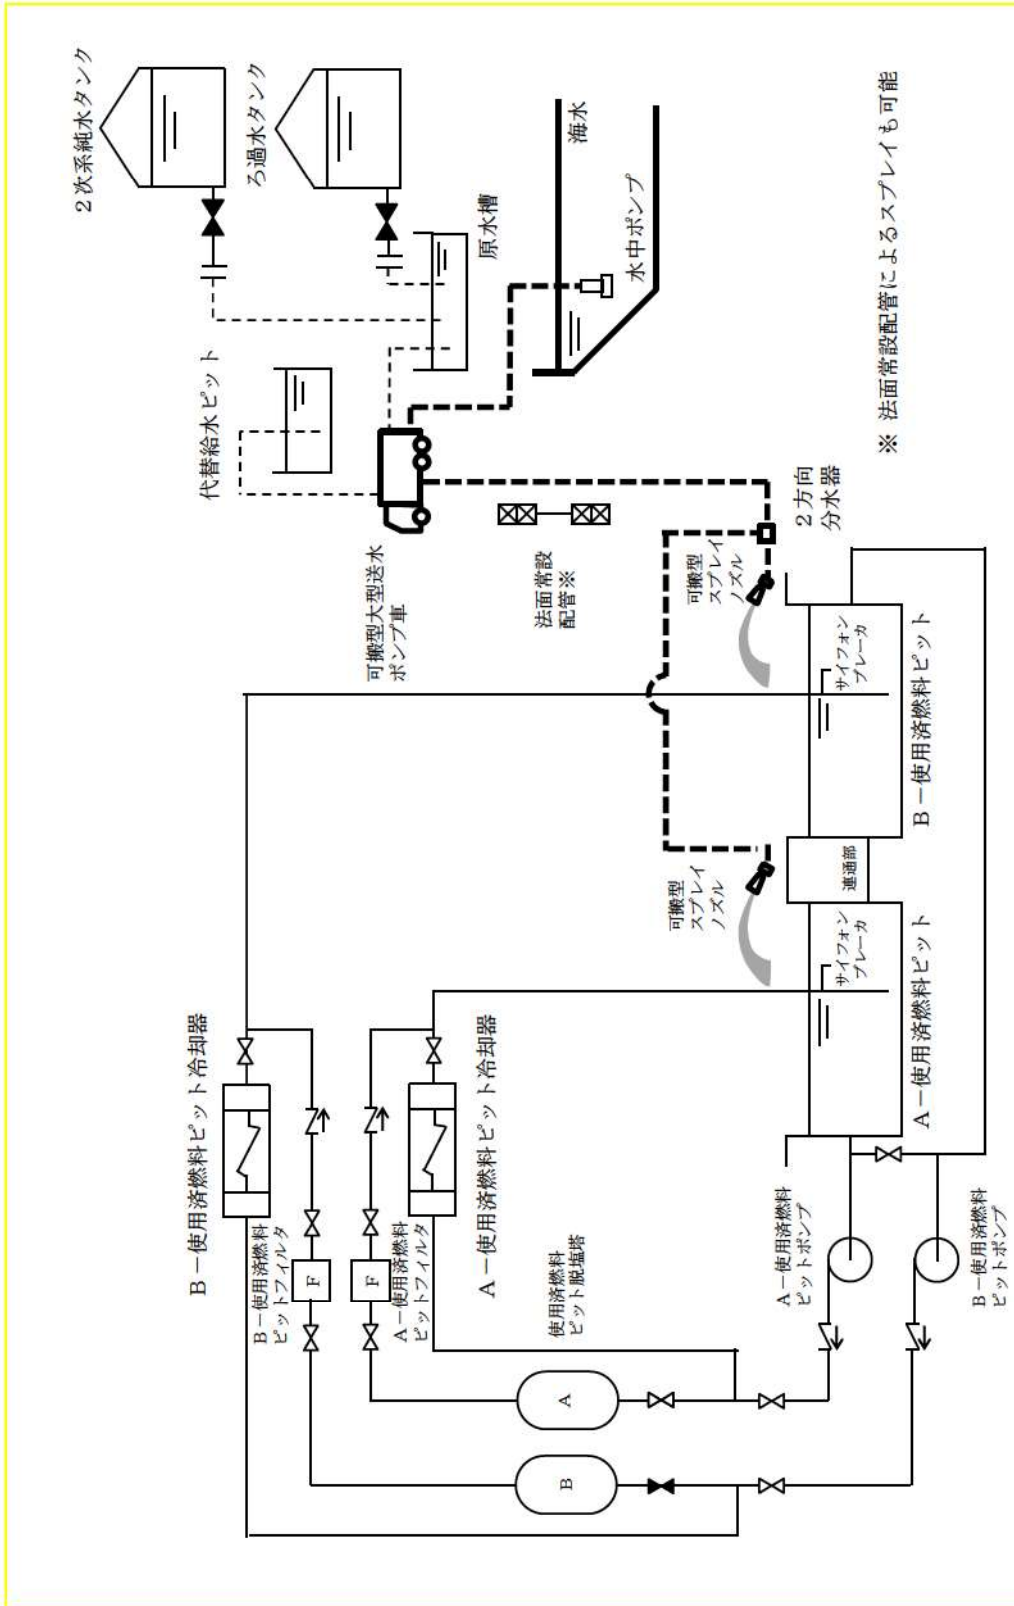 ２次系純水タンク
ろ過水タンク
代替給水ピット
原水槽
海水
水中ポンプ
可搬型大型送水
ポンプ車
法面常設
配管※
※ 法面常設配管によるスプレイも可能
可搬型
スプレイ
ノズル
２方向
分水器
可搬型
スプレイ
ノズル
サイフォン
ブレーカ
Ｂ－使用済燃料ピット
連通部
サイフォン
ブレーカ
Ａ－使用済燃料ピット
Ｂ－使用済燃料ピット冷却器
Ｂ－使用済燃料
ピットフィルタ
F
F
Ａ－使用済燃料
ピットフィルタ
Ａ－使用済燃料ピット冷却器
使用済燃料
ピット脱塩塔
A
B
Ａ－使用済燃料
ピットポンプ
Ｂ－使用済燃料
ピットポンプ